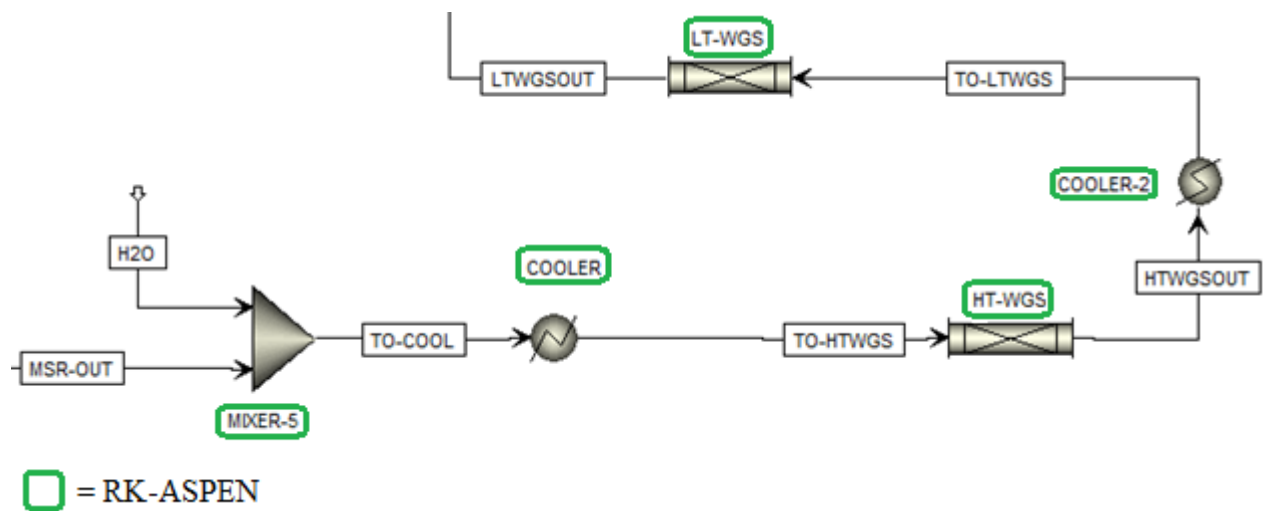 LT-WGS
LTWGSOUT
TO-LTWGS
COOLER-2
H2O
COOLER
HTWGSOUT
HT-WGS
TO-COOL
TO-HTWGS
MSR-OUT
MIXER-5
= RK-ASPEN